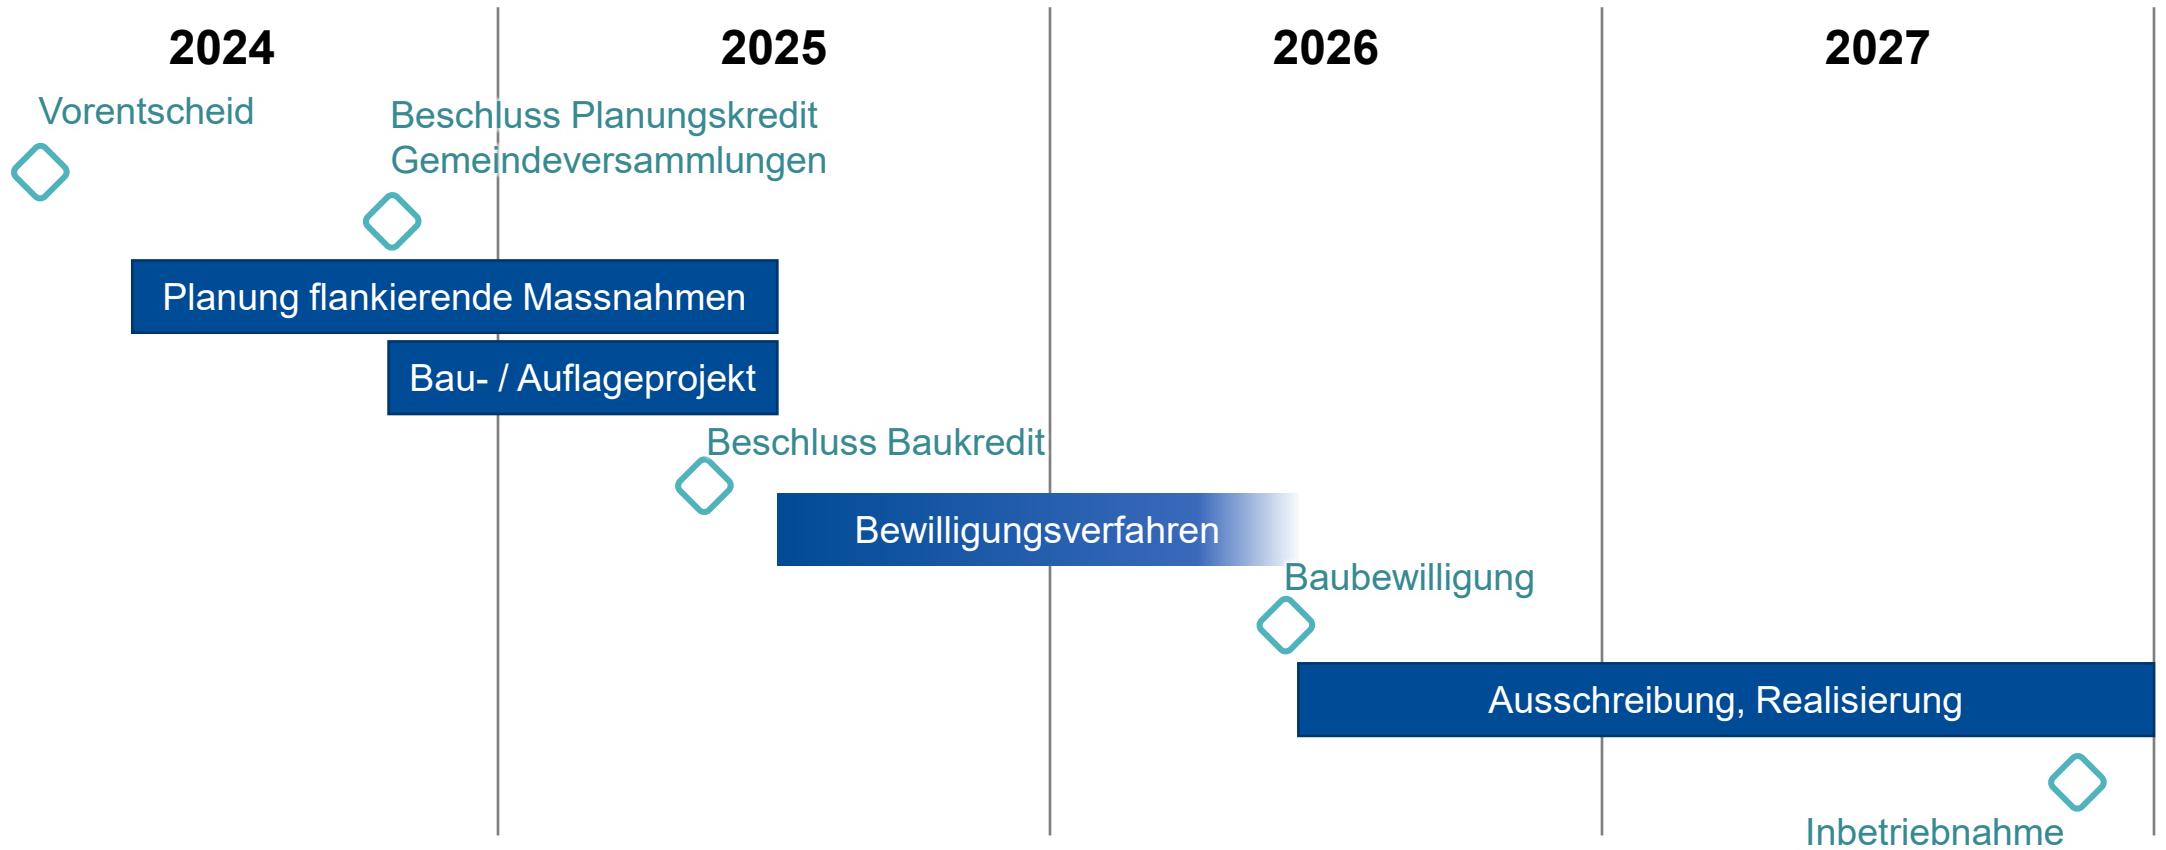 2024
2025
2026
2027
Vorentscheid
Beschluss Planungskredit
Gemeindeversammlungen
Planung flankierende Massnahmen
Bau- / Auflageprojekt
Beschluss Baukredit
Bewilligungsverfahren
Baubewilligung
Ausschreibung, Realisierung
Inbetriebnahme